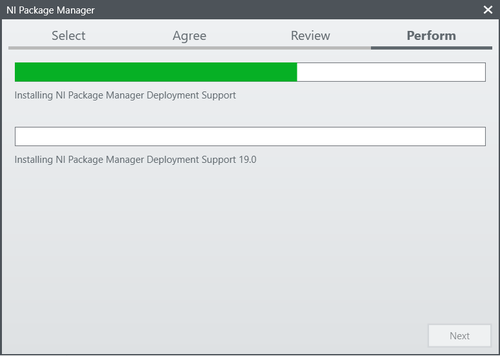 NI Package Manager
Select Agree Review Perform
Installing NI Package Manager Deployment Support
Installing NI Package Manager Deployment Support 19.0
Next